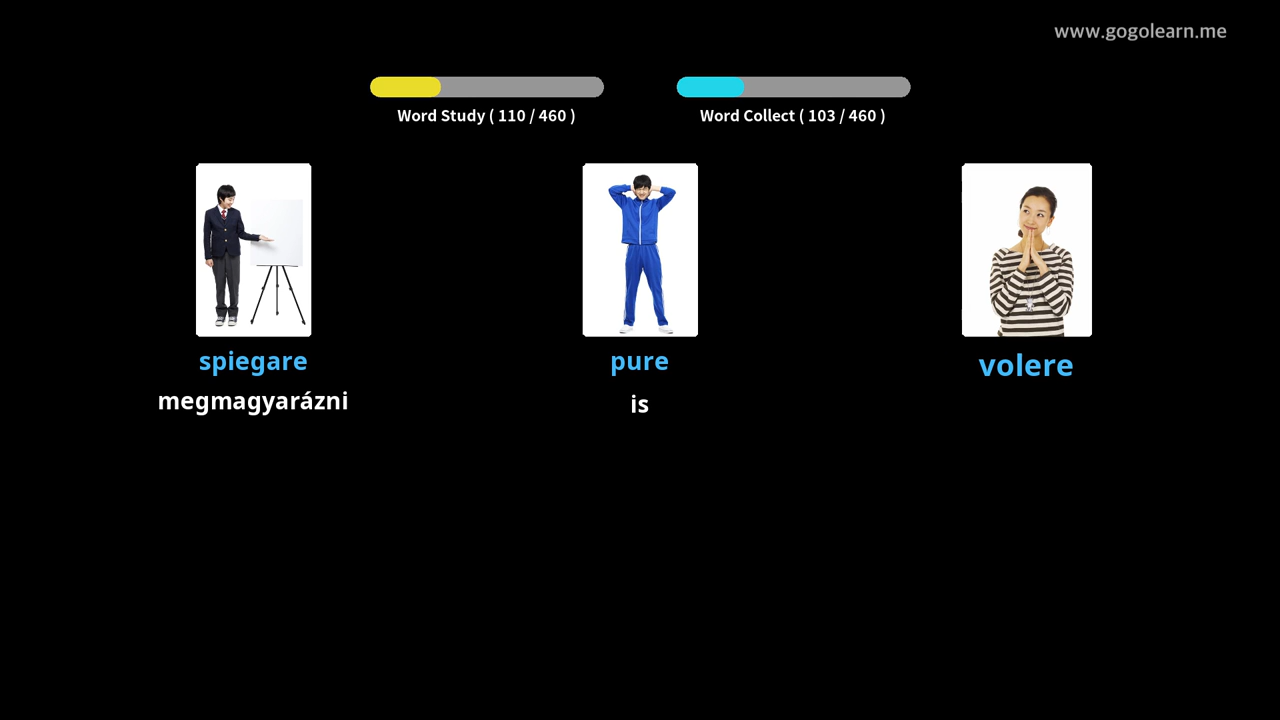 www.gogolearn.me
Word Study ( 110 / 460 )
Word Collect ( 103 / 460 )
spiegare
pure
volere
megmagyarázni
is